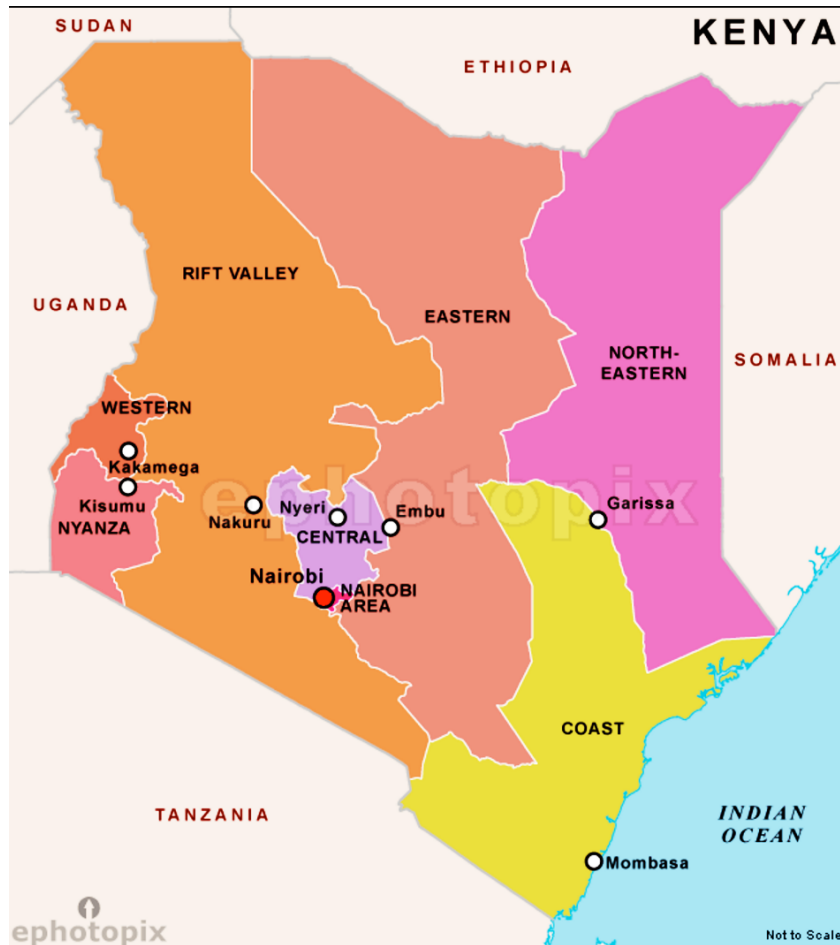 SUDAN
KENYA
ETHIOPIA
RIFT VALLEY
UGANDA
EASTERN
NORTH-
EASTERN
SOMALIA
WESTERN
Kakamega
Kisumu
NYANZA
ephotopix
Nakuru
Nyeri
CENTRAL
Embu
Garissa
Nairobi
NAIROBI
AREA
COAST
TANZANIA
INDIAN
OCEAN
Mombasa
ephotopix
Not to Scale